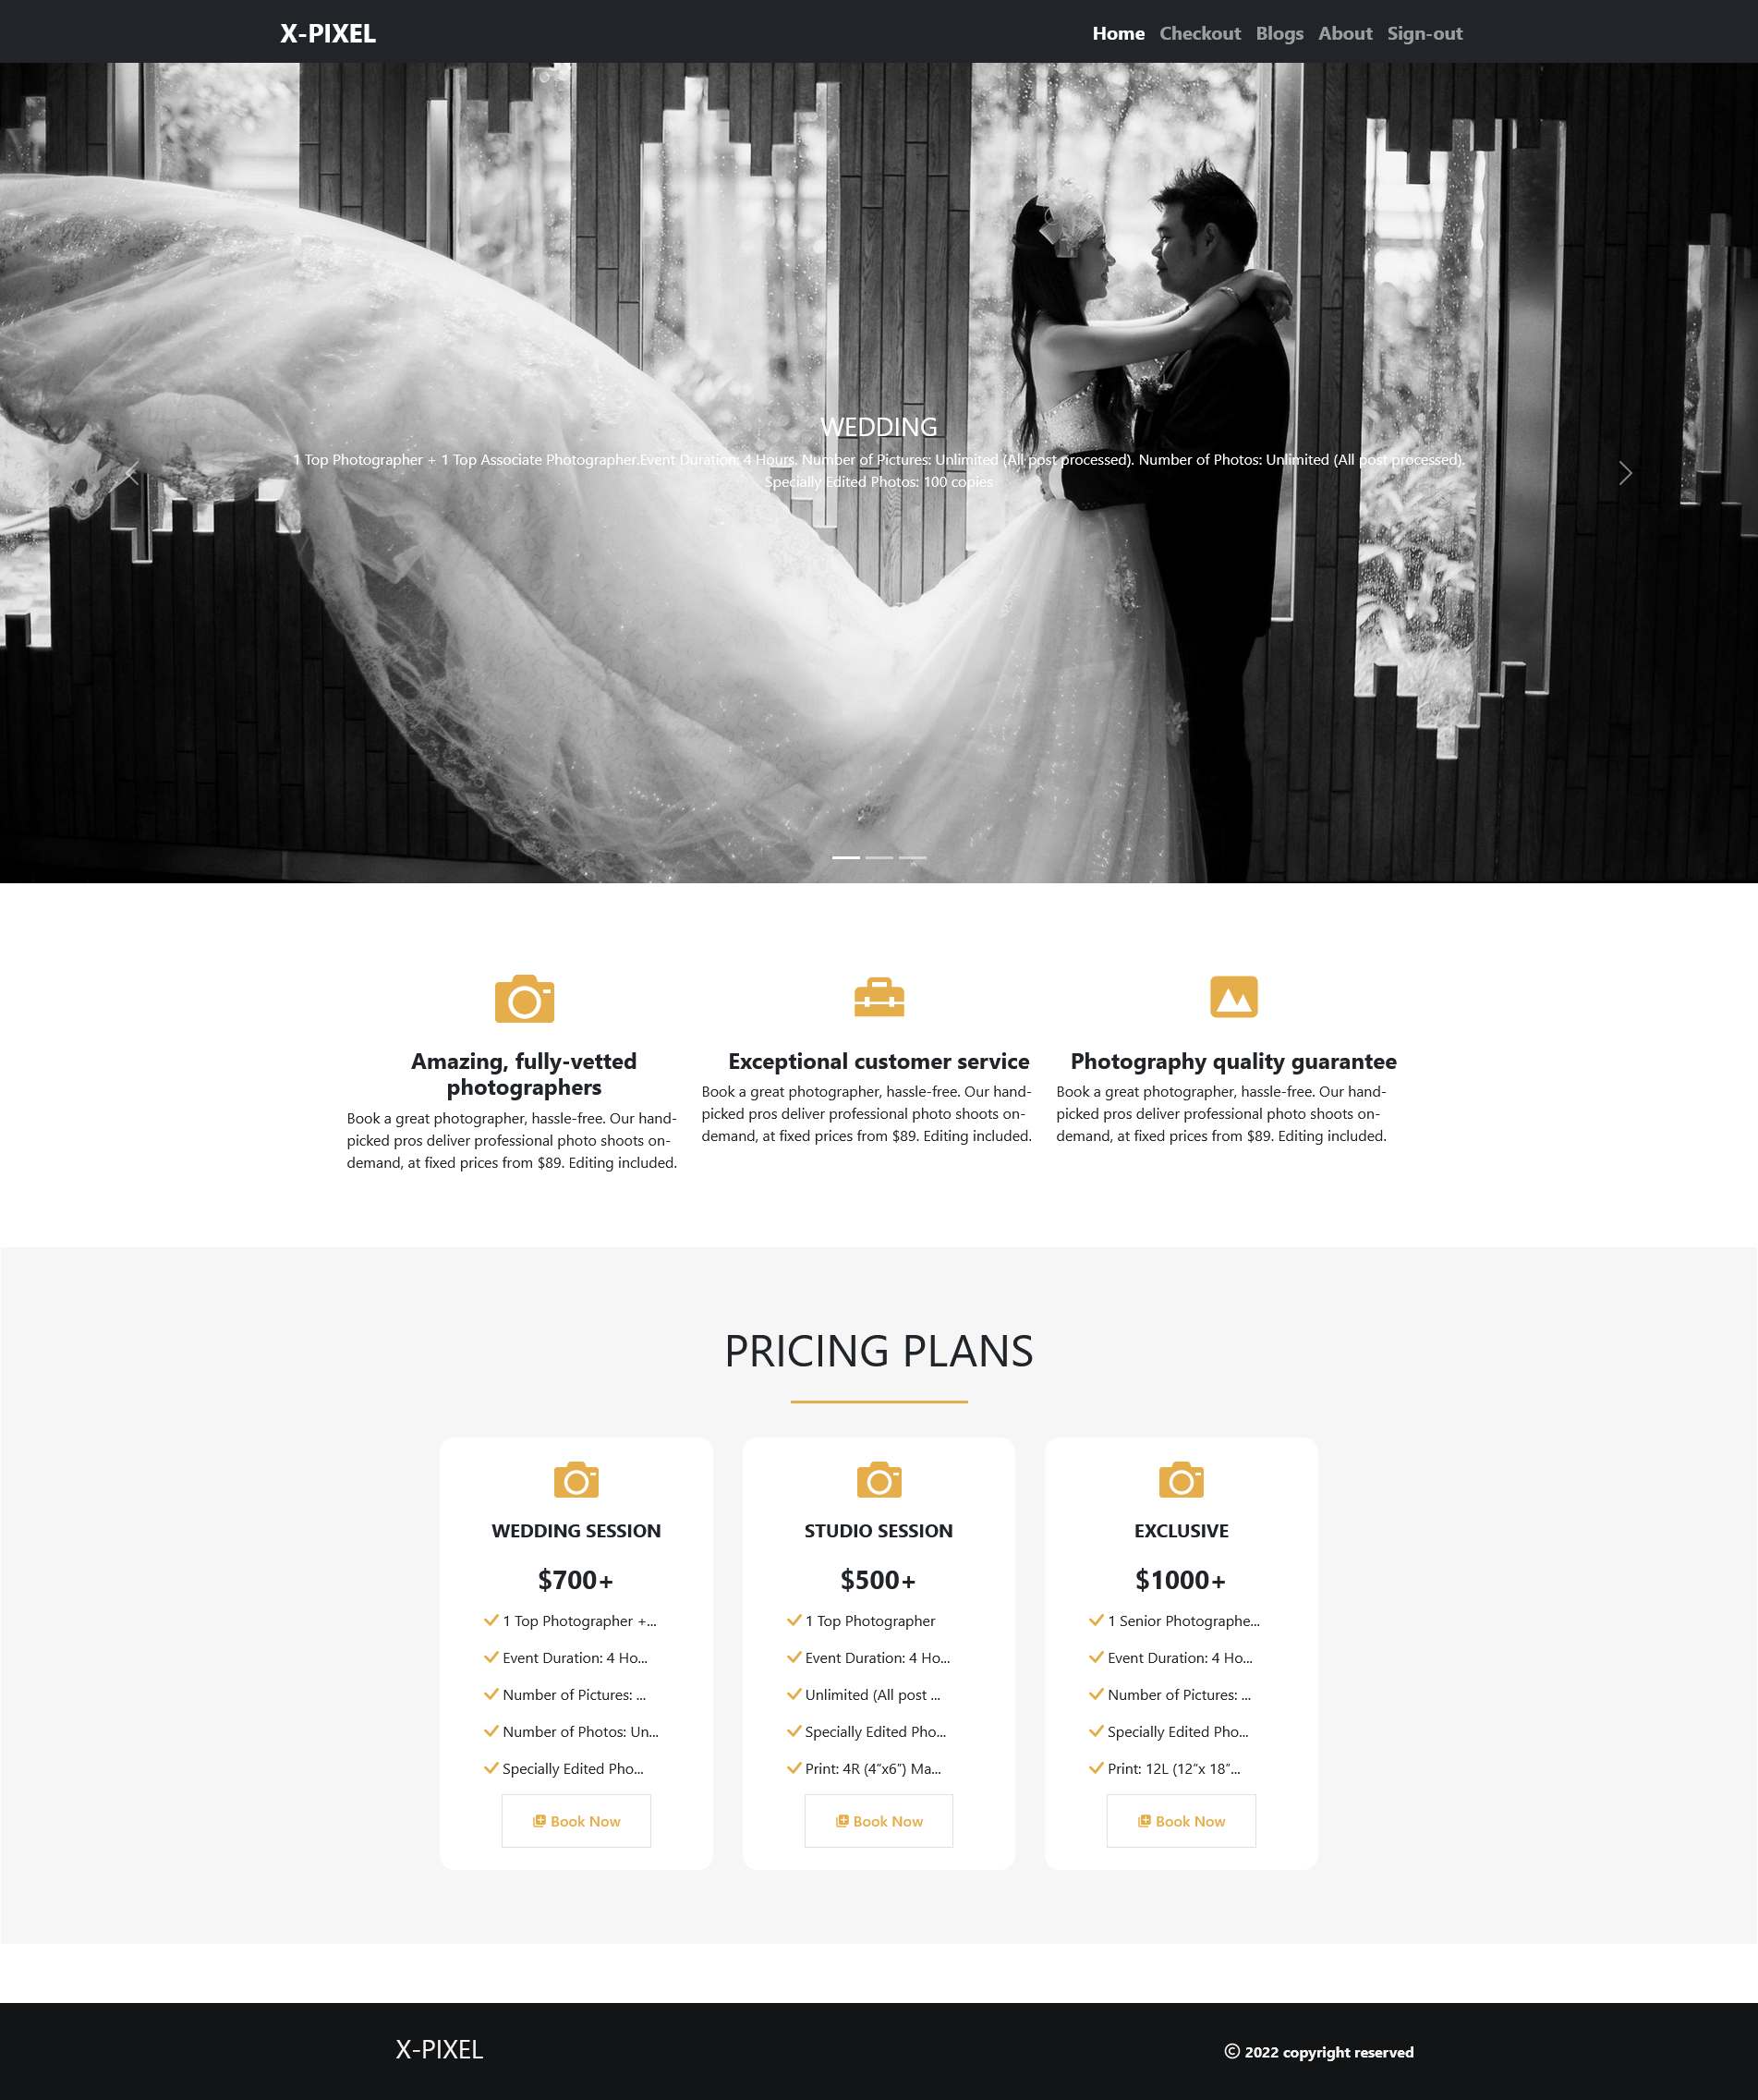 X-PIXEL
Home Checkout Blogs About Sign-out
WEDDING
1 Top Photographer + 1 Top Associate Photographer.Event Duration: 4 Hours. Number of Pictures: Unlimited (All post processed). Number of Photos: Unlimited (All post processed).
Specially Edited Photos: 100 copies
Amazing, fully-vetted
photographers
Book a great photographer, hassle-free. Our hand-
picked pros deliver professional photo shoots on-
demand, at fixed prices from $89. Editing included.
Exceptional customer service
Book a great photographer, hassle-free. Our hand-
picked pros deliver professional photo shoots on-
demand, at fixed prices from $89. Editing included.
Photography quality guarantee
Book a great photographer, hassle-free. Our hand-
picked pros deliver professional photo shoots on-
demand, at fixed prices from $89. Editing included.
PRICING PLANS
WEDDING SESSION
$700+
1 Top Photographer +...
Event Duration: 4 Ho...
Number of Pictures: ...
Number of Photos: Un...
Specially Edited Pho...
Book Now
STUDIO SESSION
$500+
1 Top Photographer
Event Duration: 4 Ho...
Unlimited (All post ...
Specially Edited Pho...
Print: 4R (4”x6”) Ma...
Book Now
EXCLUSIVE
$1000+
1 Senior Photographe...
Event Duration: 4 Ho...
Number of Pictures: ...
Specially Edited Pho...
Print: 12L (12”x 18”...
Book Now
X-PIXEL
© 2022 copyright reserved